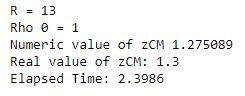 R = 13
Rho 0 = 1
Numeric value of zCM 1.275089
Real value of zCM: 1.3
Elapsed Time: 2.3986